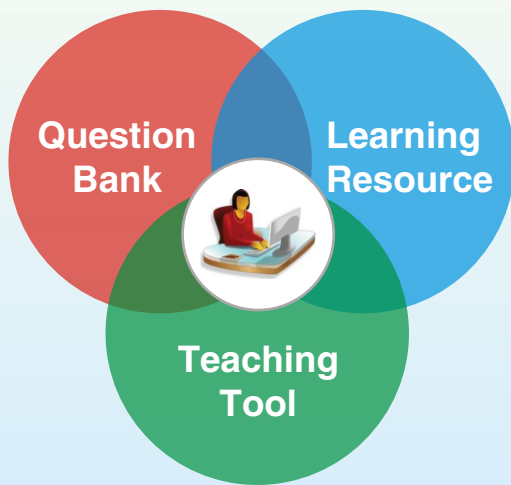 Question
Bank
Learning
Resource
Teaching
Tool